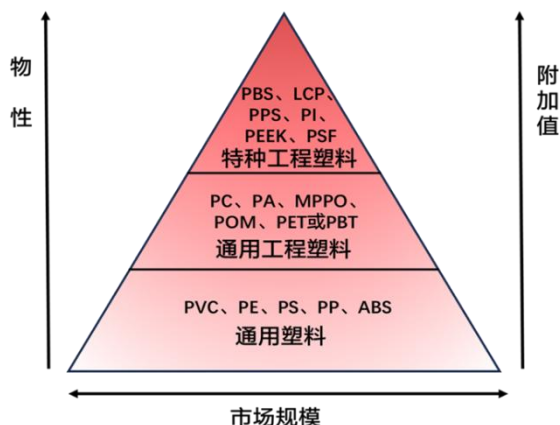 物性
附加值
PBS、LCP、
PPS、PI、
PEEK、PSF
特种工程塑料
PC、PA、MPPO、
POM、PET或PBT
通用工程塑料
PVC、PE、PS、PP、ABS
通用塑料
市场规模